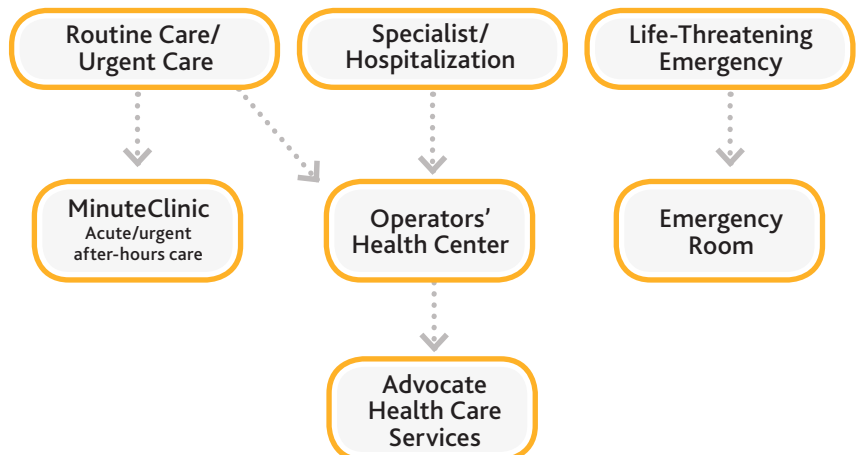 Routine Care/
Urgent Care
Specialist/
Hospitalization
Life-Threatening
Emergency
MinuteClinic
Acute/urgent
after-hours care
Operators’
Health Center
Emergency
Room
Advocate
Health Care
Services